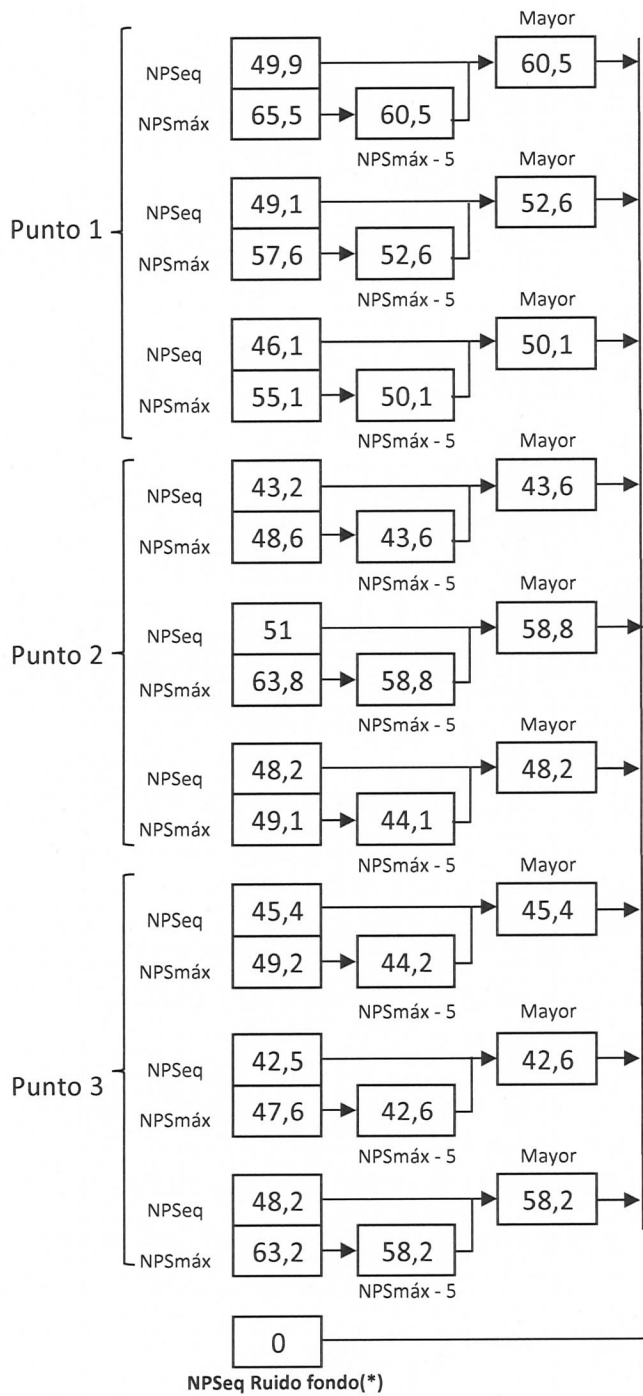 Mayor
NPSeq 49,9 60,5
NPSmáx 65,5 60,5
NPSmáx - 5 Mayor
NPSeq 49,1 52,6
Punto 1
NPSmáx 57,6 52,6
NPSmáx - 5 Mayor
NPSeq 46,1 50,1
NPSmáx 55,1 50,1
NPSmáx - 5
Mayor
NPSeq 43,2 43,6
NPSmáx 48,6 43,6
NPSmáx - 5 Mayor
NPSeq 51 58,8
Punto 2
NPSmáx 63,8 58,8
NPSmáx - 5 Mayor
NPSeq 48,2 48,2
NPSmáx 49,1 44,1
NPSmáx - 5 Mayor
NPSeq 45,4 45,4
NPSmáx 49,2 44,2
NPSmáx - 5 Mayor
NPSeq 42,5 42,6
Punto 3
NPSmáx 47,6 42,6
NPSmáx - 5 Mayor
NPSeq 48,2 58,2
NPSmáx 63,2 58,2
NPSmáx - 5
0
NPSeq Ruido fondo(*)